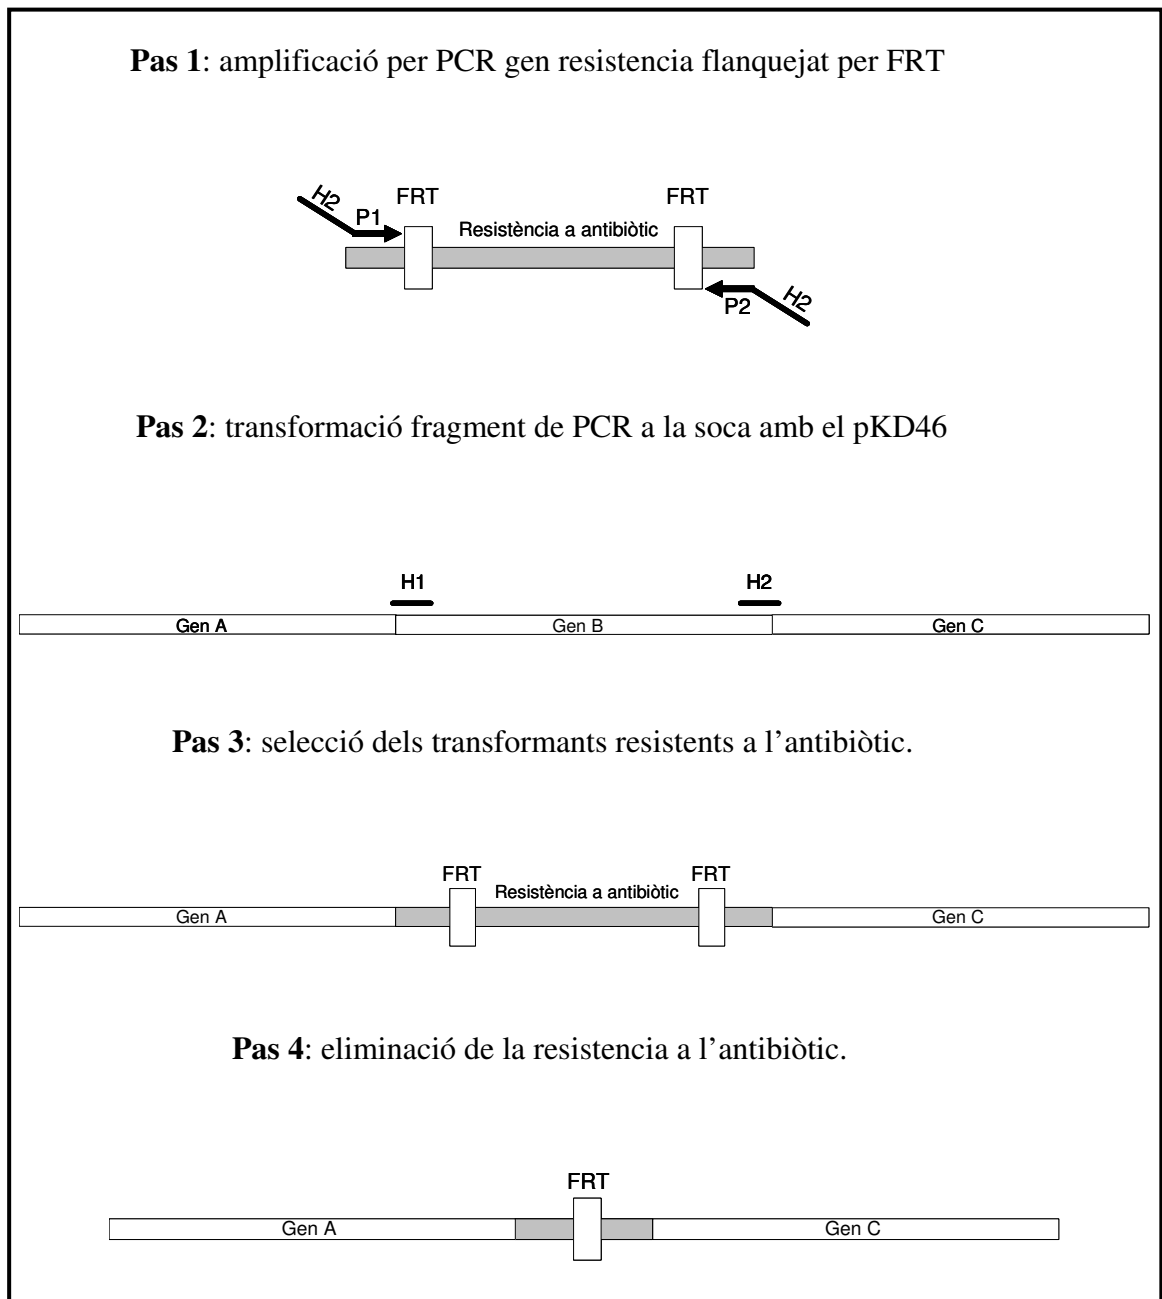 Pas 1: amplificació per PCR gen resistencia flanquejat per FRT
H2
P1
FRT
Resistència a antibiòtic
FRT
P2
H2
Pas 2: transformació fragment de PCR a la soca amb el pKD46
H1
H2
Gen A
Gen B
Gen C
Pas 3: selecció dels transformants resistents a l’antibiòtic.
FRT
Resistència a antibiòtic
FRT
Gen A
Gen C
Pas 4: eliminació de la resistencia a l’antibiòtic.
FRT
Gen A
Gen C